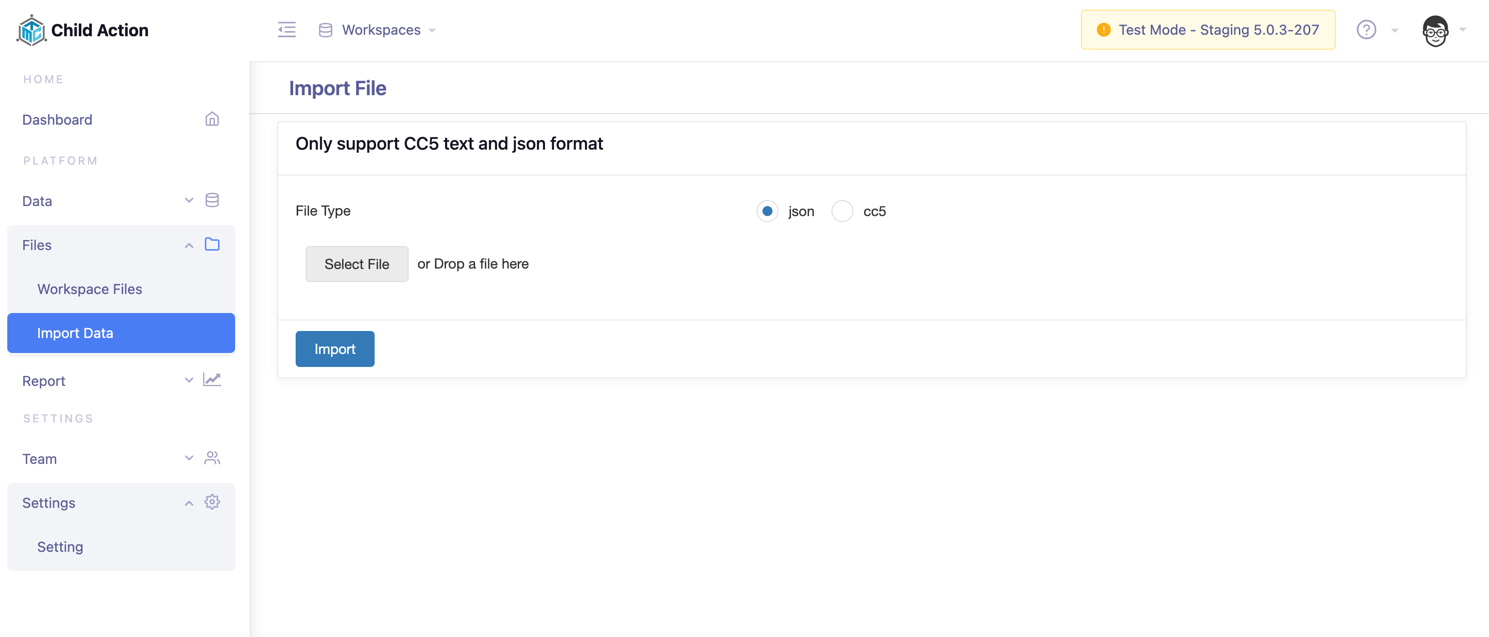 Child Action
Workspaces
! Test Mode - Staging 5.0.3-207
?
HOME
Dashboard
PLATFORM
Data
Files
Workspace Files
Import Data
Report
SETTINGS
Team
Settings
Setting
Import File
Only support CC5 text and json format
File Type
json cc5
Select File or Drop a file here
Import